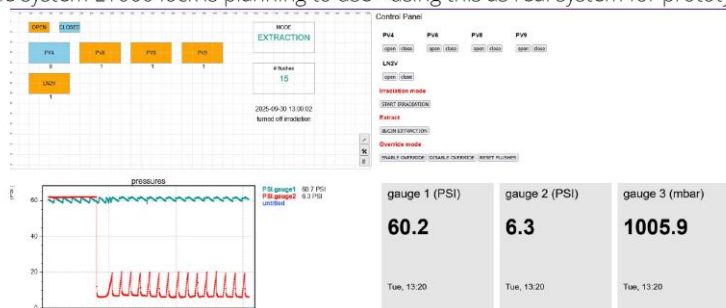 OPEN CLOSED
MODE
EXTRACTION
PV4 PV6 PV8 PV9
0 1 1 1
# flushes
15
LN2V
1
2025-09-30 13:00:02
turned off irradiation
Control Panel
PV4 PV6 PV8 PV9
open close open close open close open close
LN2V
open close
Irradiation mode
START IRRADIATION
Extract
BEGIN EXTRACTION
Override mode
ENABLE OVERRIDE DISABLE OVERRIDE RESET FLUSHES
pressures
60
40
20
0
PSI.gauge1 60.7 PSI
PSI.gauge2 6.3 PSI
untitled
gauge 1 (PSI)
60.2
Tue, 13:20
gauge 2 (PSI)
6.3
Tue, 13:20
gauge 3 (mbar)
1005.9
Tue, 13:20